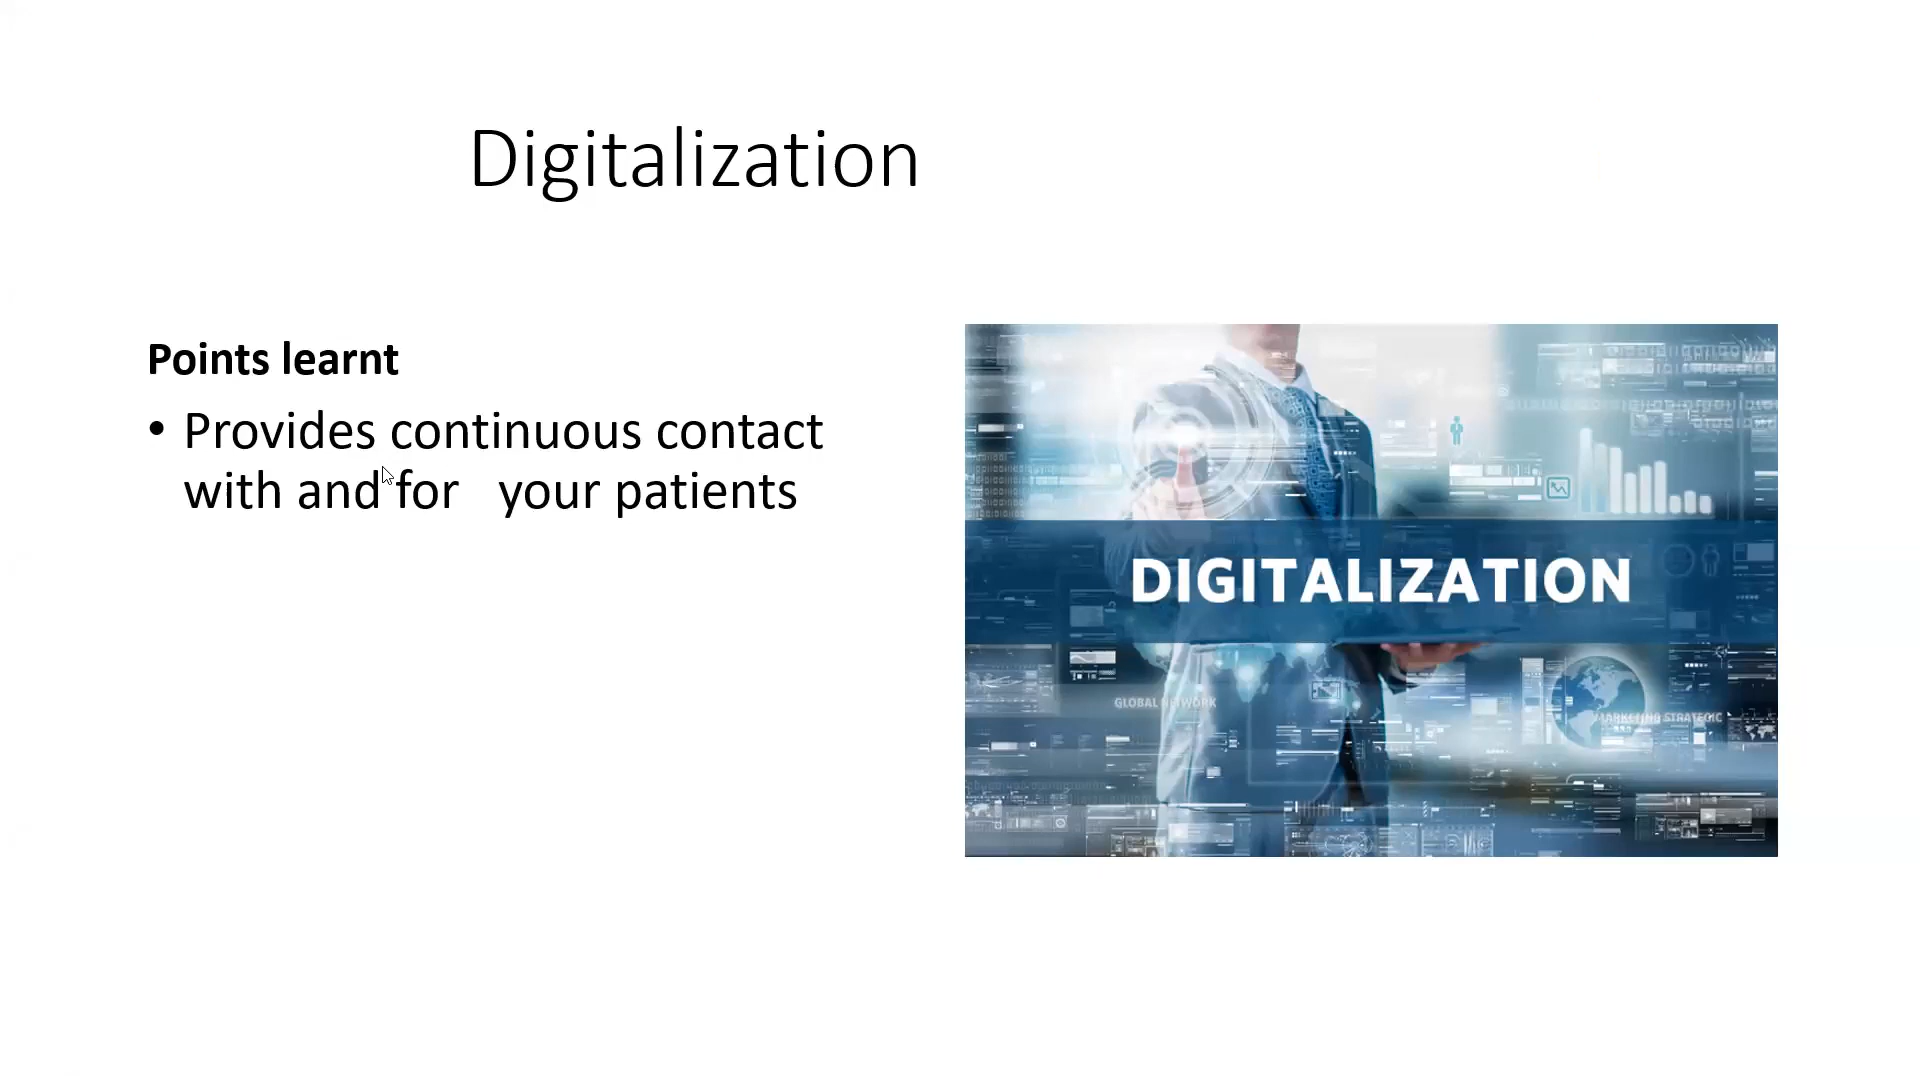 Digitalization
Points learnt
• Provides continuous contact
with and for   your patients
DIGITALIZATION
GLOBAL NETWORK
MARKETING STRATEGIC